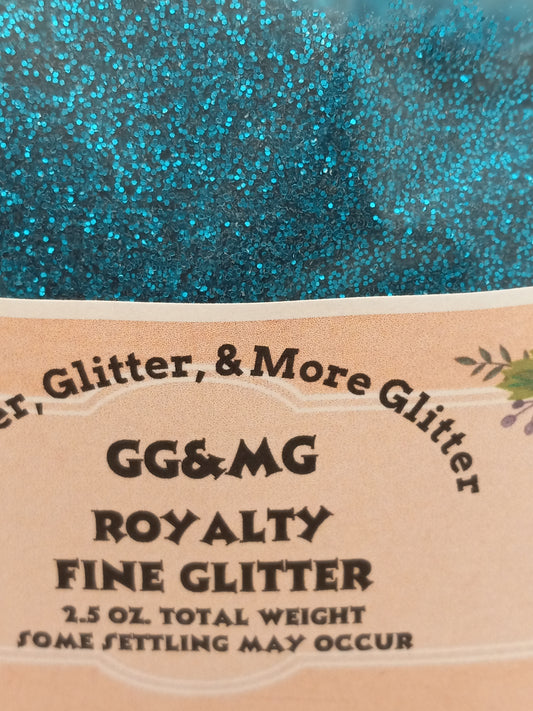 er, Glitter, & More Glitter
GG&MG
ROYALTY
FINE GLITTER
2.5 OZ. TOTAL WEIGHT
SOME SETTLING MAY OCCUR